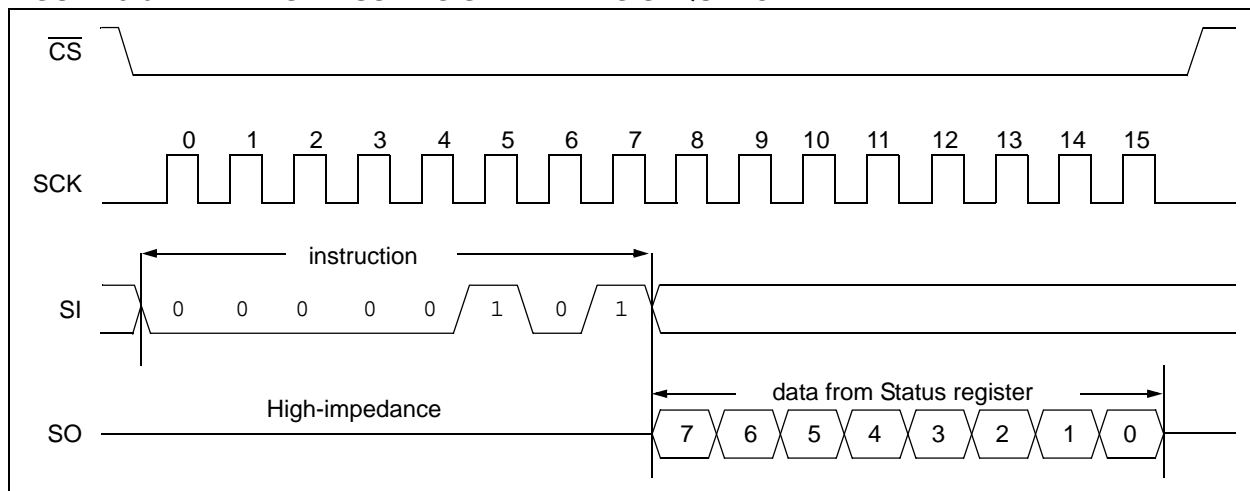 CS
0 1 2 3 4 5 6 7 8 9 10 11 12 13 14 15
SCK
instruction
SI 0 0 0 0 0 1 0 1
data from Status register
High-impedance
SO 7 6 5 4 3 2 1 0